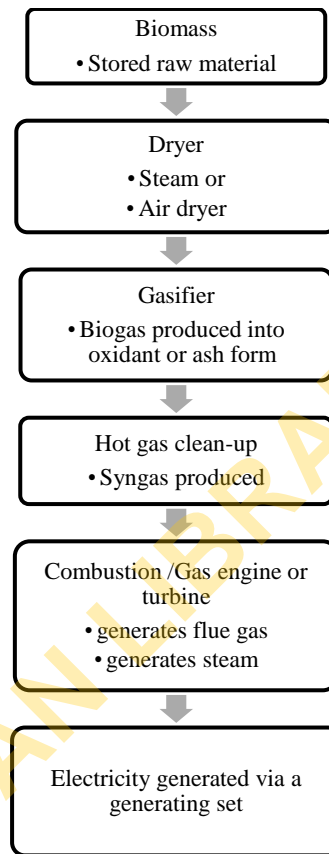 Biomass
• Stored raw material
Dryer
• Steam or
• Air dryer
Gasifier
• Biogas produced into
oxidant or ash form
Hot gas clean-up
• Syngas produced
Combustion /Gas engine or
turbine
• generates flue gas
• generates steam
Electricity generated via a
generating set
AN LIBRA